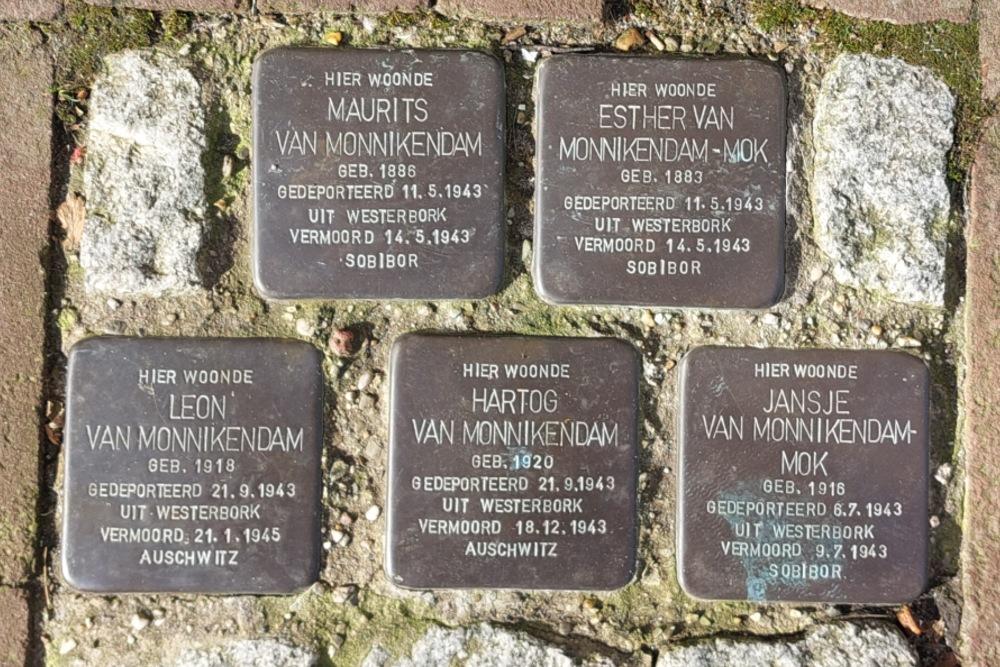 HIER WOONDE
MAURITS
VAN MONNIKENDAM
GEB. 1886
GEDEPORTEERD 11.5.1943
UIT WESTERBORK
VERMOORD 14.5.1943
SOBIBOR
HIER WOONDE
ESTHER VAN
MONNIKENDAM-MOK
GEB. 1883
GEDEPORTEERD 11.5.1943
UIT WESTERBORK
VERMOORD 14.5.1943
SOBIBOR
HIER WOONDE
LEON
VAN MONNIKENDAM
GEB. 1918
GEDEPORTEERD 21.9.1943
UIT WESTERBORK
VERMOORD 21.1.1945
AUSCHWITZ
HIER WOONDE
HARTOG
VAN MONNIKENDAM
GEB. 1920
GEDEPORTEERD 21.9.1943
UIT WESTERBORK
VERMOORD 18.12.1943
AUSCHWITZ
HIER WOONDE
JANSJE
VAN MONNIKENDAM-
MOK
GEB. 1916
GEDEPORTEERD 6.7.1943
UIT WESTERBORK
VERMOORD 9.7.1943
SOBIBOR